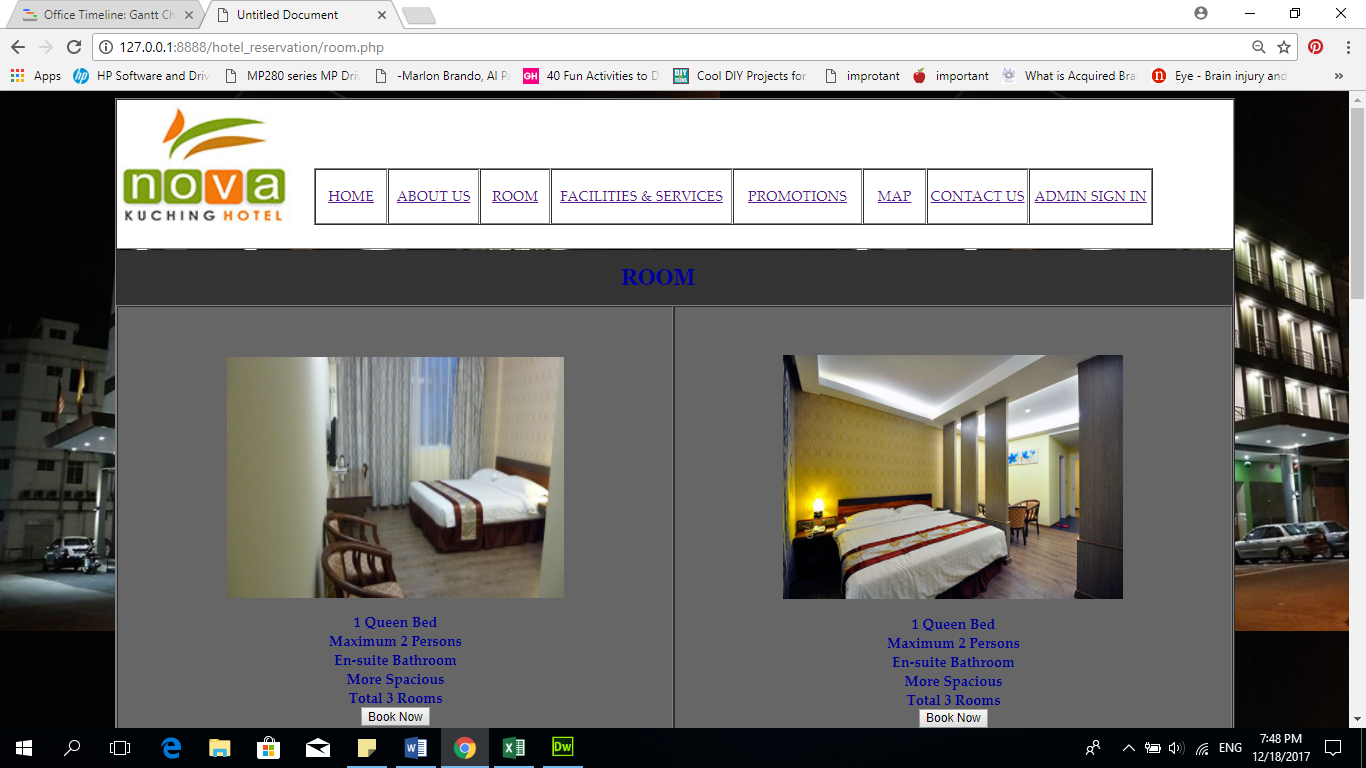 Office Timeline: Gantt Ch
Untitled Document
127.0.0.1:8888/hotel_reservation/room.php
Apps
HP Software and Driv
MP280 series MP Driv
-Marlon Brando, Al Pa
GH
40 Fun Activities to D
DIY
Cool DIY Projects for
improtant
important
What is Acquired Brai
Eye - Brain injury and
»
nova
KUCHING HOTEL
HOME
ABOUT US
ROOM
FACILITIES & SERVICES
PROMOTIONS
MAP
CONTACT US
ADMIN SIGN IN
ROOM
1 Queen Bed
Maximum 2 Persons
En-suite Bathroom
More Spacious
Total 3 Rooms
Book Now
1 Queen Bed
Maximum 2 Persons
En-suite Bathroom
More Spacious
Total 3 Rooms
Book Now
Dw
ENG
7:48 PM
12/18/2017